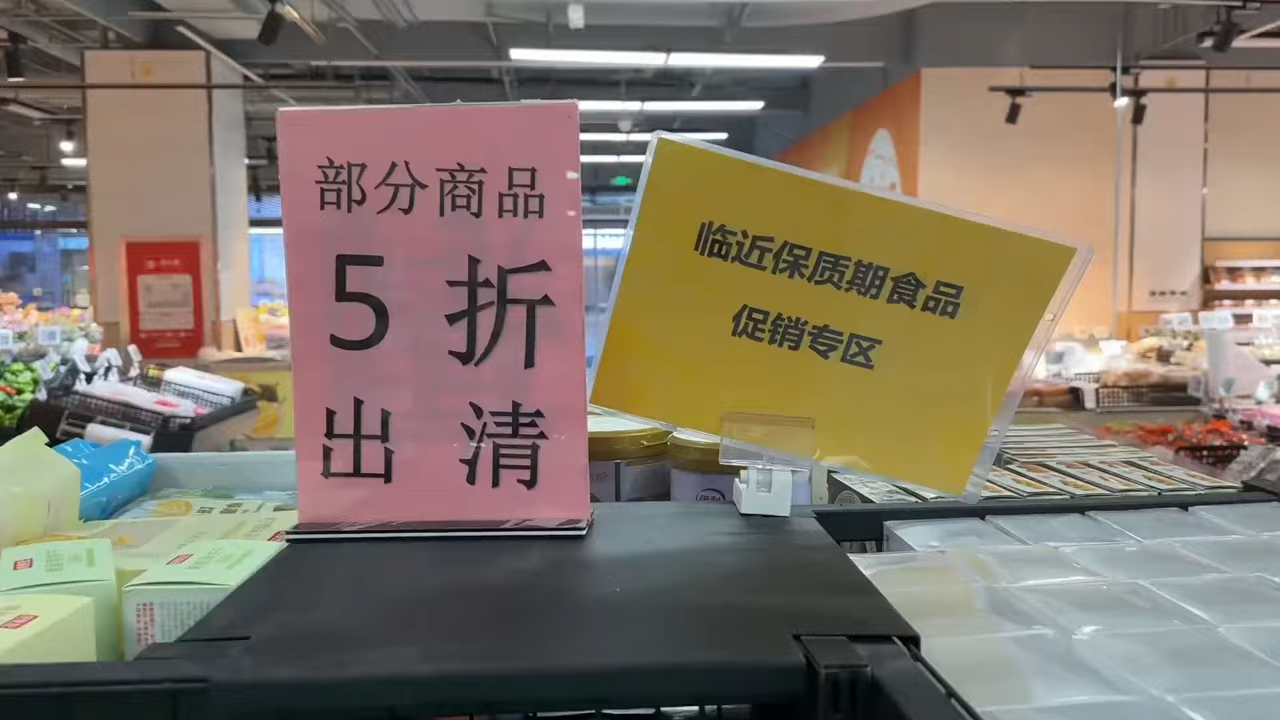 部分商品
5 折
出 清
临近保质期食品
促销专区